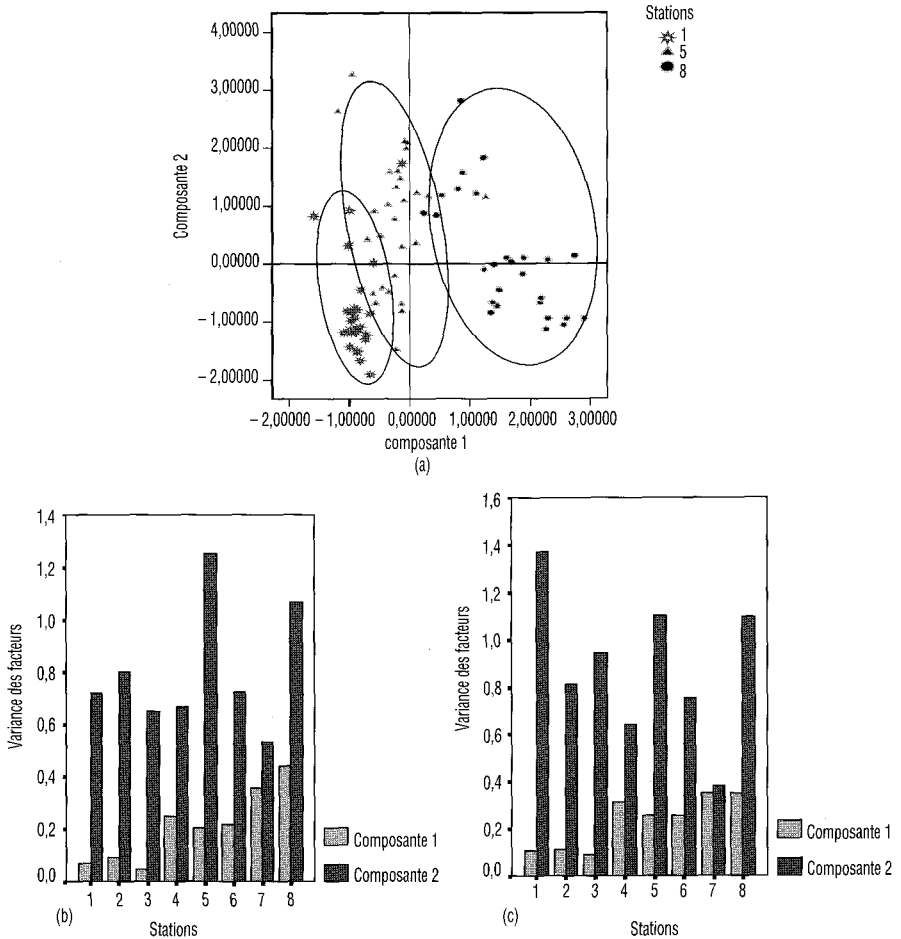 Stations
1
5
8
4,00000
3,00000
2,00000
1,00000
0,00000
– 1,00000
– 2,00000
Composante 2
– 2,00000 – 1,00000 0,00000 1,00000 2,00000 3,00000
composante 1
(a)
1,4
1,2
1,0
0,8
0,6
0,4
0,2
0,0
Variance des facteurs
1 2 3 4 5 6 7 8
Stations
(b)
Composante 1
Composante 2
1,6
1,4
1,2
1,0
0,8
0,6
0,4
0,2
0,0
Variance des facteurs
1 2 3 4 5 6 7 8
Stations
(c)
Composante 1
Composante 2